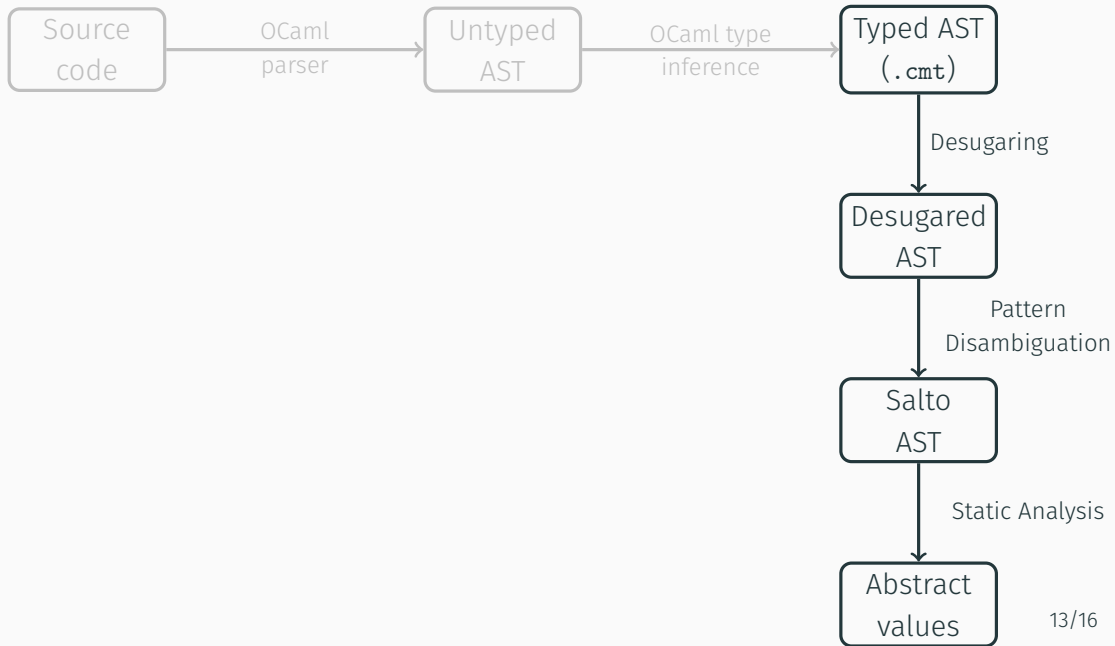 Source
code
OCaml
parser
Untyped
AST
OCaml type
inference
Typed AST
(.cmt)
Desugaring
Desugared
AST
Pattern
Disambiguation
Salto
AST
Static Analysis
Abstract
values
13/16